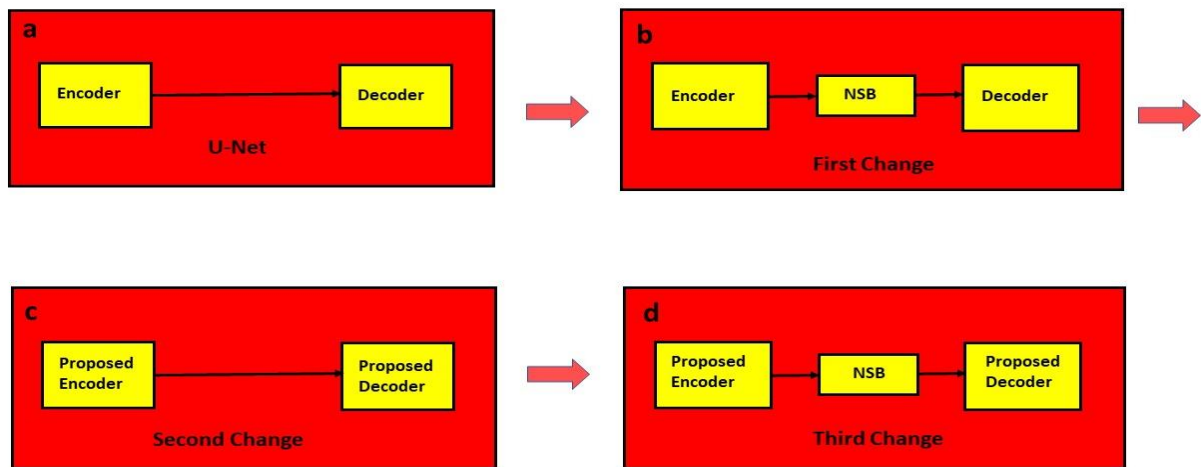 a
Encoder
Decoder
U-Net
b
Encoder
NSB
Decoder
First Change
c
Proposed
Encoder
Proposed
Decoder
Second Change
d
Proposed
Encoder
NSB
Proposed
Decoder
Third Change